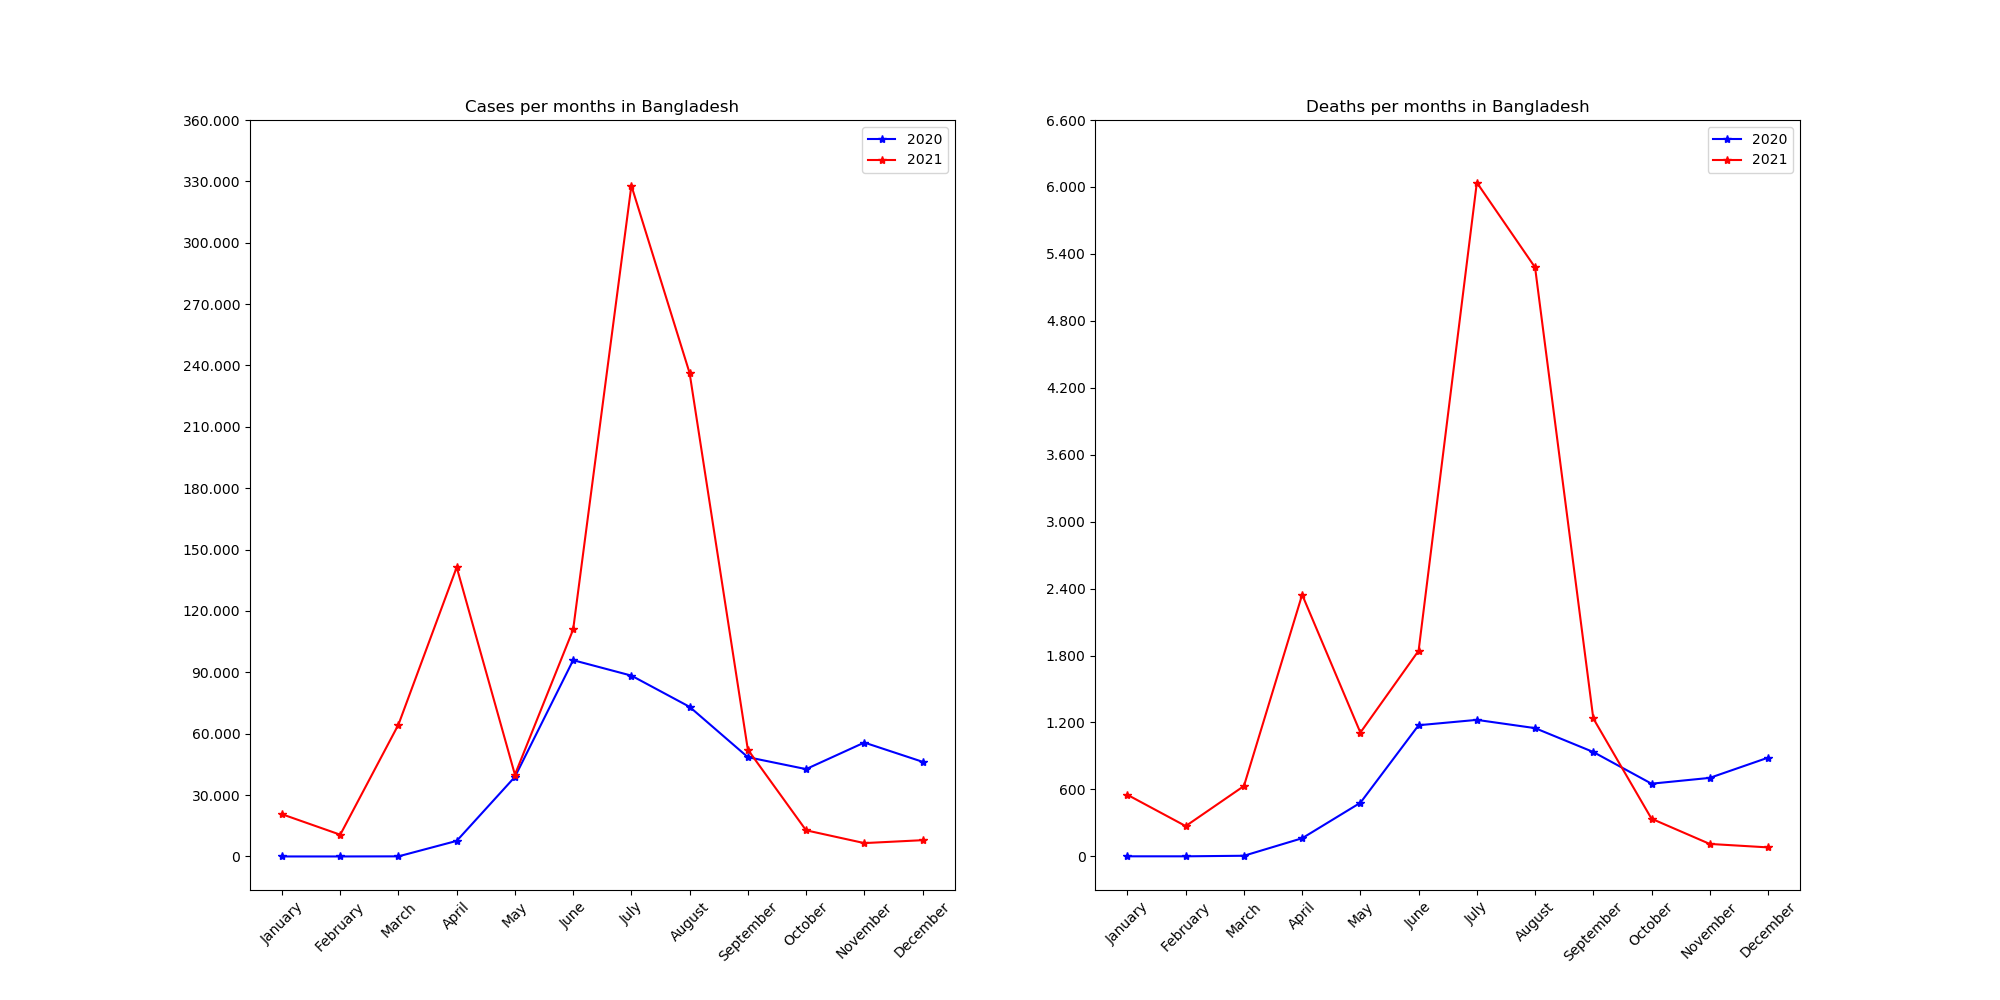 Cases per months in Bangladesh
360.000
330.000
300.000
270.000
240.000
210.000
180.000
150.000
120.000
90.000
60.000
30.000
0
2020
2021
January
February
March
April
May
June
July
August
September
October
November
December
Deaths per months in Bangladesh
6.600
6.000
5.400
4.800
4.200
3.600
3.000
2.400
1.800
1.200
600
0
2020
2021
January
February
March
April
May
June
July
August
September
October
November
December